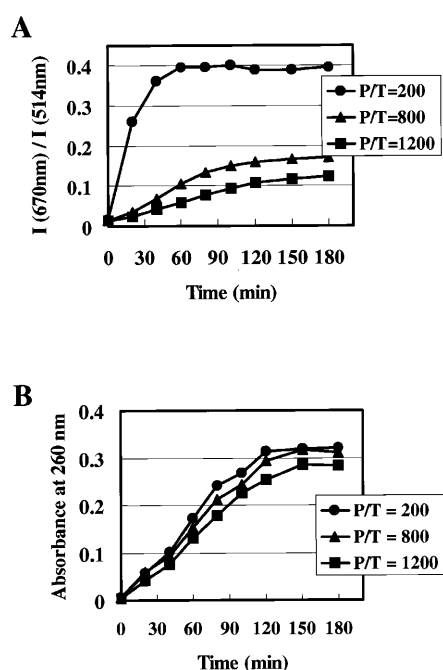 A
I (670nm) / I (514nm)
0.4
0.3
0.2
0.1
0
0 30 60 90 120 150 180
Time (min)
P/T=200
P/T=800
P/T=1200
B
Absorbance at 260 nm
0.4
0.3
0.2
0.1
0
0 30 60 90 120 150 180
Time (min)
P/T = 200
P/T = 800
P/T = 1200